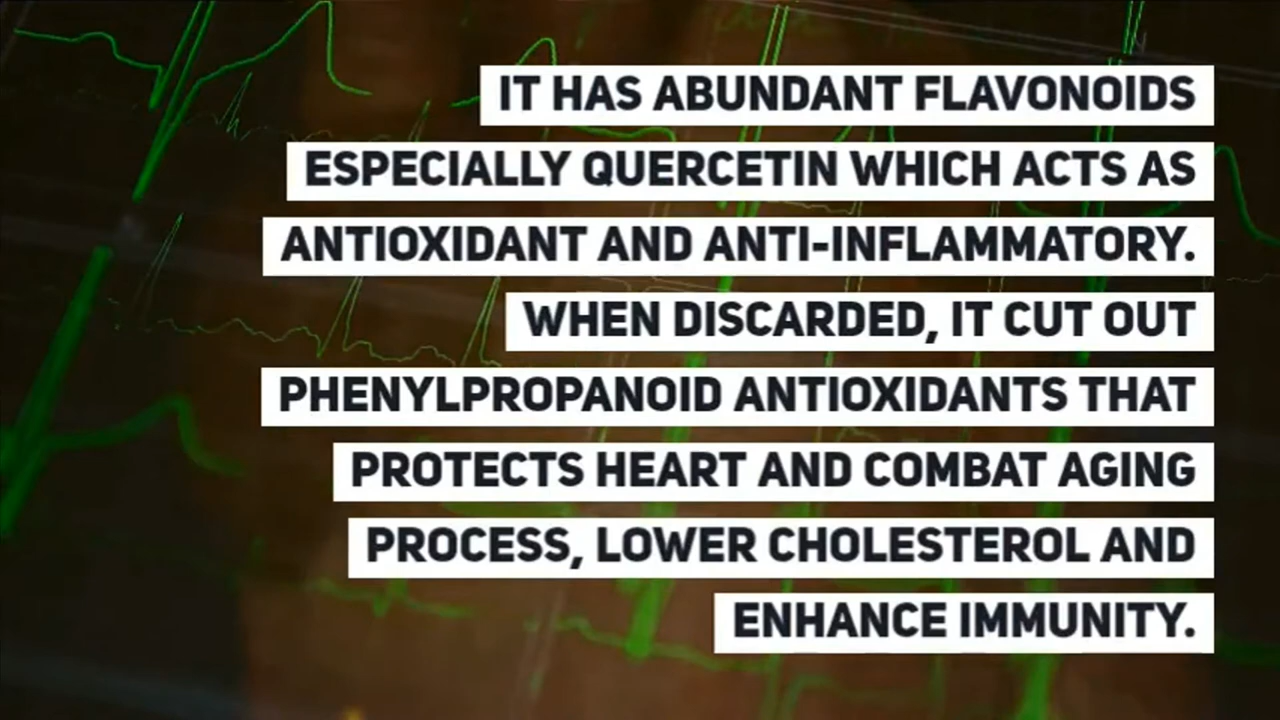 IT HAS ABUNDANT FLAVONOIDS
ESPECIALLY QUERCETIN WHICH ACTS AS
ANTIOXIDANT AND ANTI-INFLAMMATORY.
WHEN DISCARDED, IT CUT OUT
PHENYLPROPANOID ANTIOXIDANTS THAT
PROTECTS HEART AND COMBAT AGING
PROCESS, LOWER CHOLESTEROL AND
ENHANCE IMMUNITY.